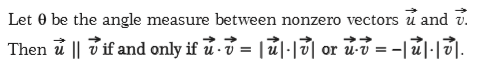 Let θ be the angle measure between nonzero vectors u⃗ and v⃗.
Then u⃗ || v⃗ if and only if u⃗ · v⃗ = |u⃗|·|v⃗| or u⃗·v⃗ = –|u⃗|·|v⃗|.